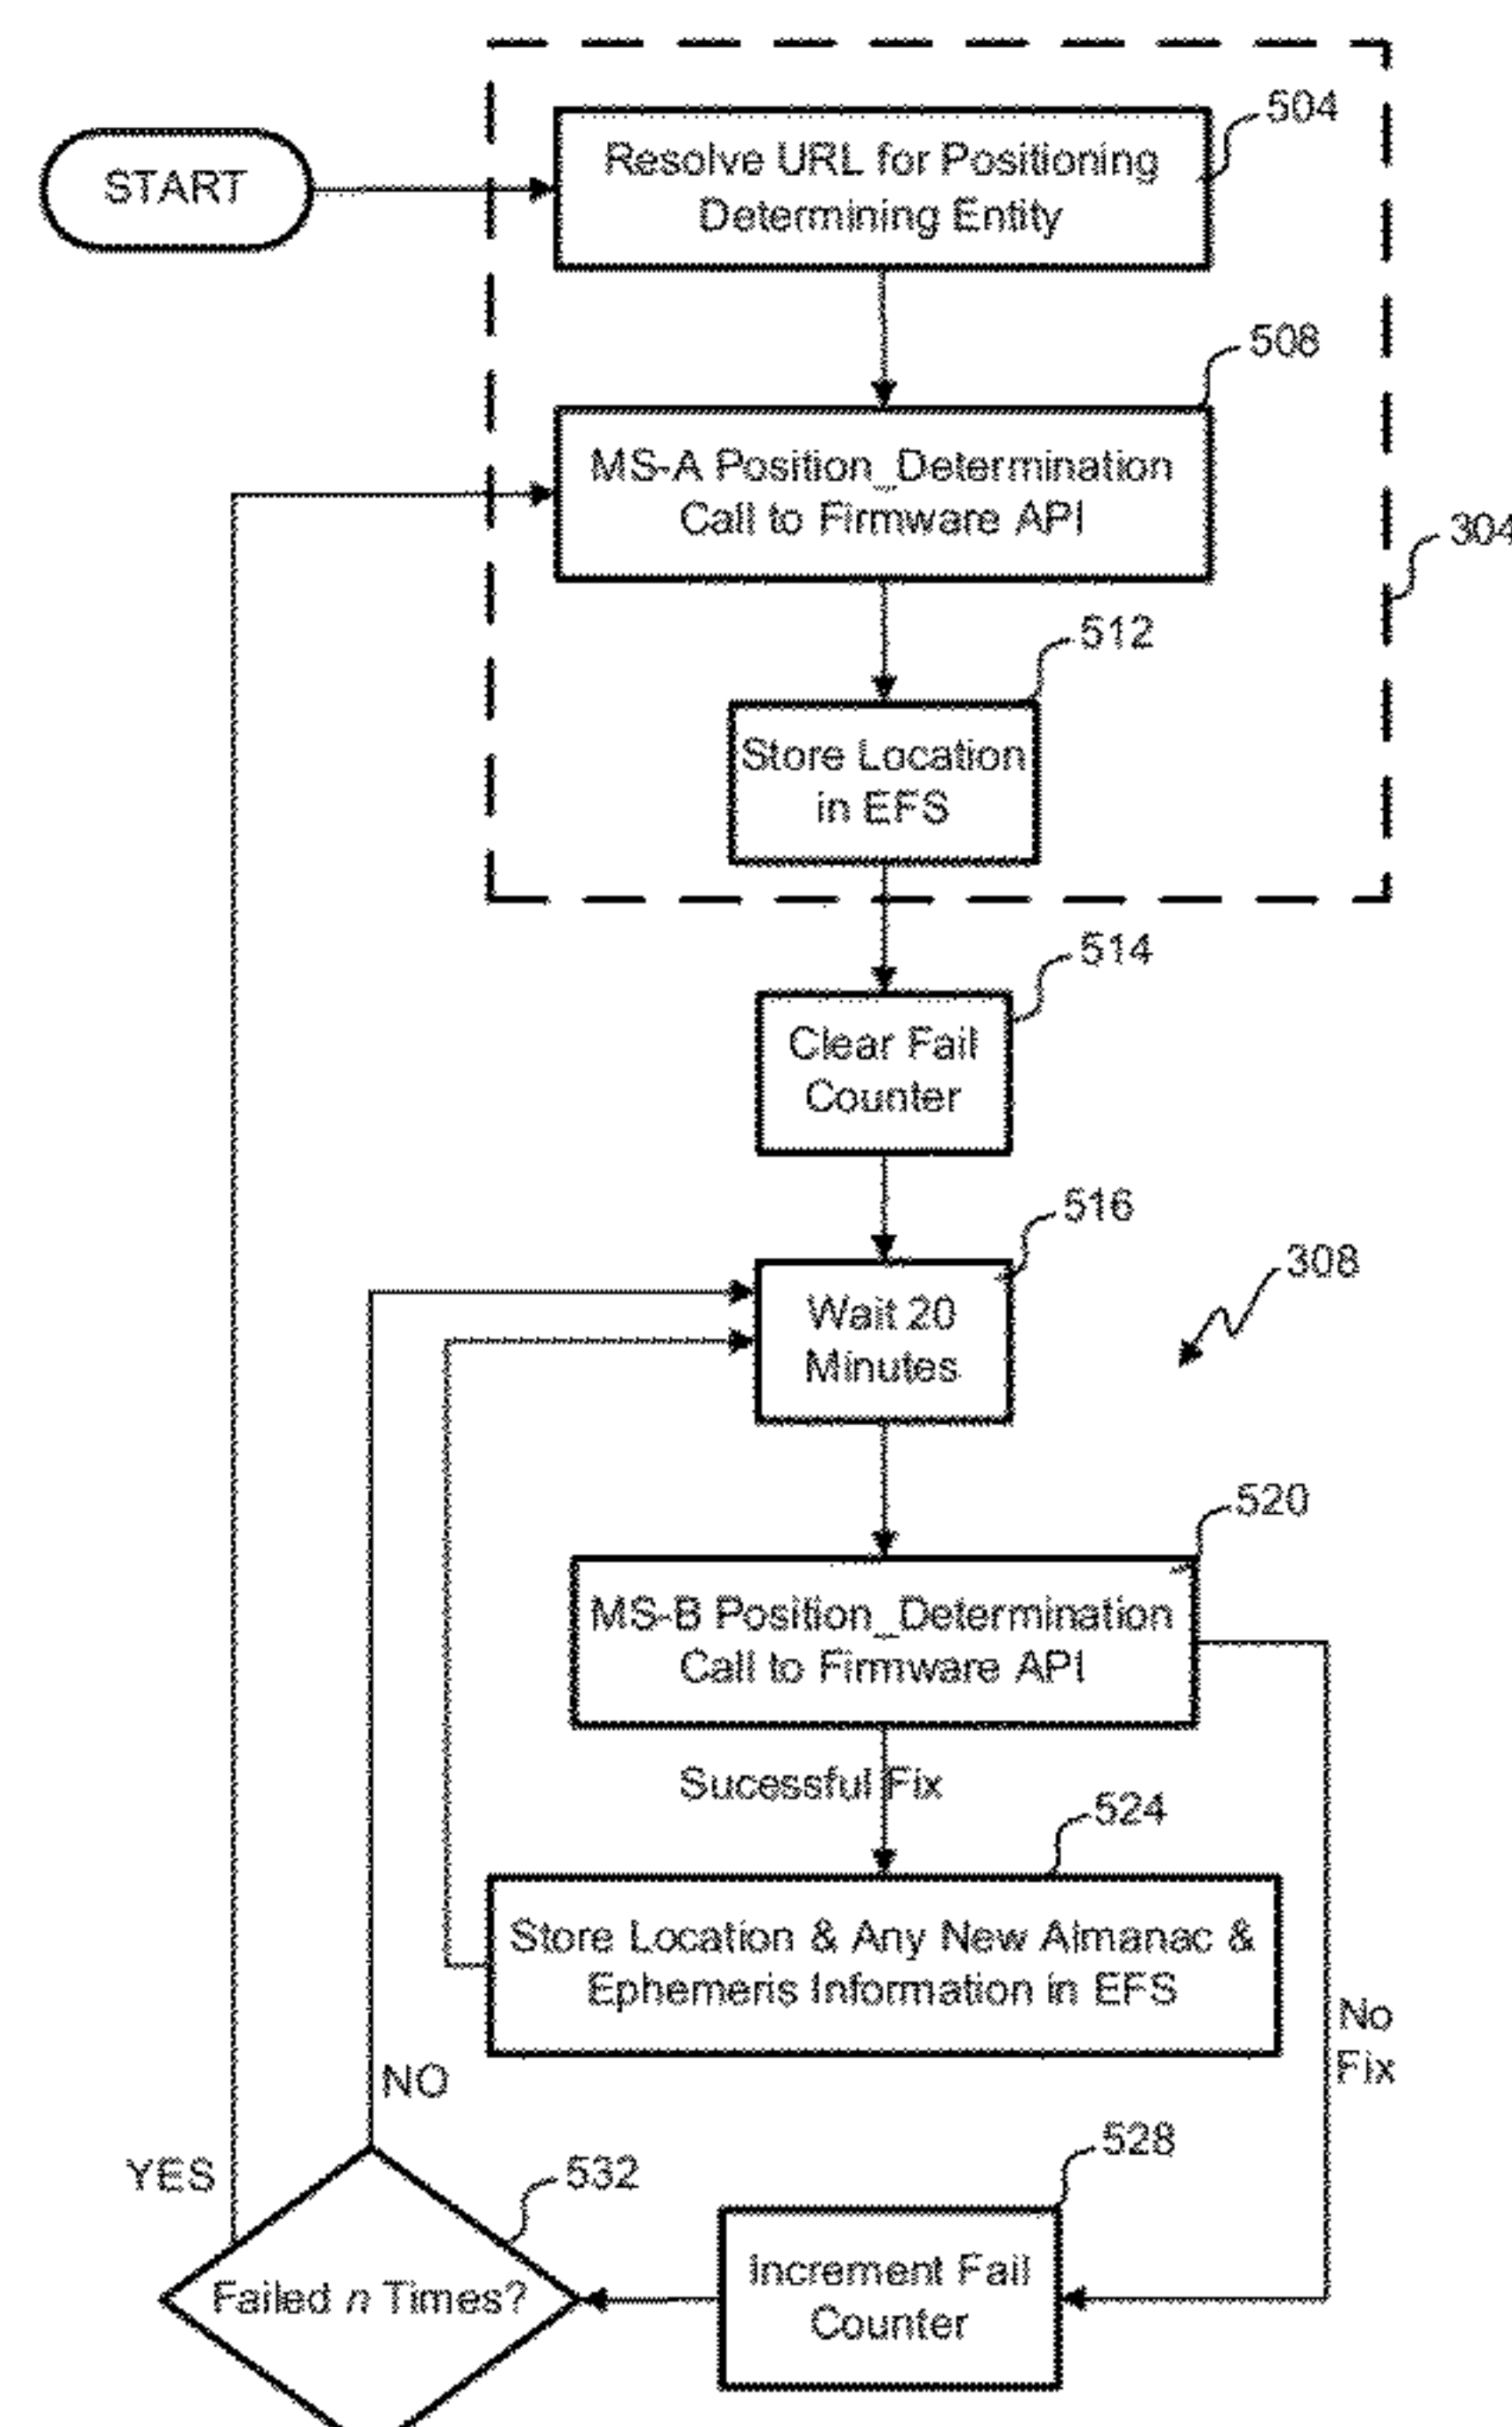 504
START
Resolve URL for Positioning
Determining Entity
508
MS-A Position_Determination
Call to Firmware API
304
512
Store Location
in EFS
514
Clear Fail
Counter
516
308
Wait 20
Minutes
520
MS-B Position_Determination
Call to Firmware API
Sucessful Fix
524
Store Location & Any New Almanac &
Ephemeris Information in EFS
No
Fix
NO
528
YES
532
Increment Fail
Counter
Failed n Times?